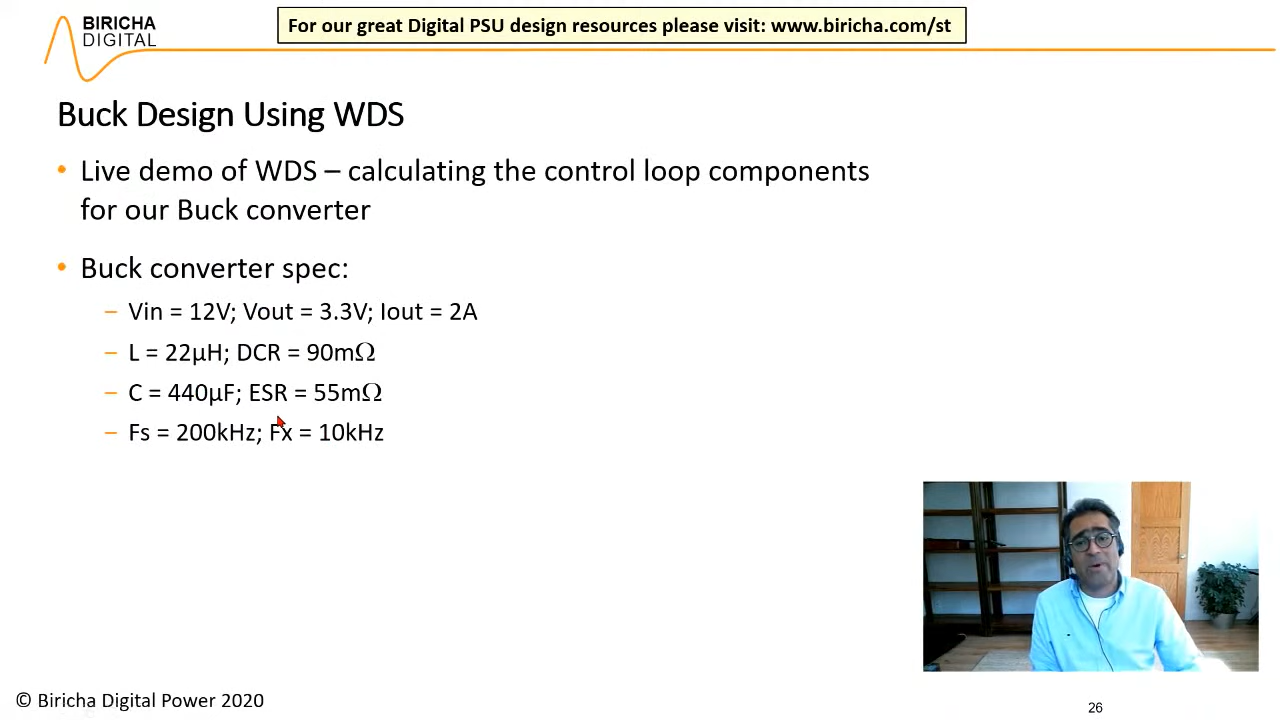 BIRICHA
DIGITAL
For our great Digital PSU design resources please visit: www.biricha.com/st
Buck Design Using WDS
• Live demo of WDS – calculating the control loop components
for our Buck converter
• Buck converter spec:
– Vin = 12V; Vout = 3.3V; Iout = 2A
– L = 22µH; DCR = 90mΩ
– C = 440µF; ESR = 55mΩ
– Fs = 200kHz; Fx = 10kHz
© Biricha Digital Power 2020
26